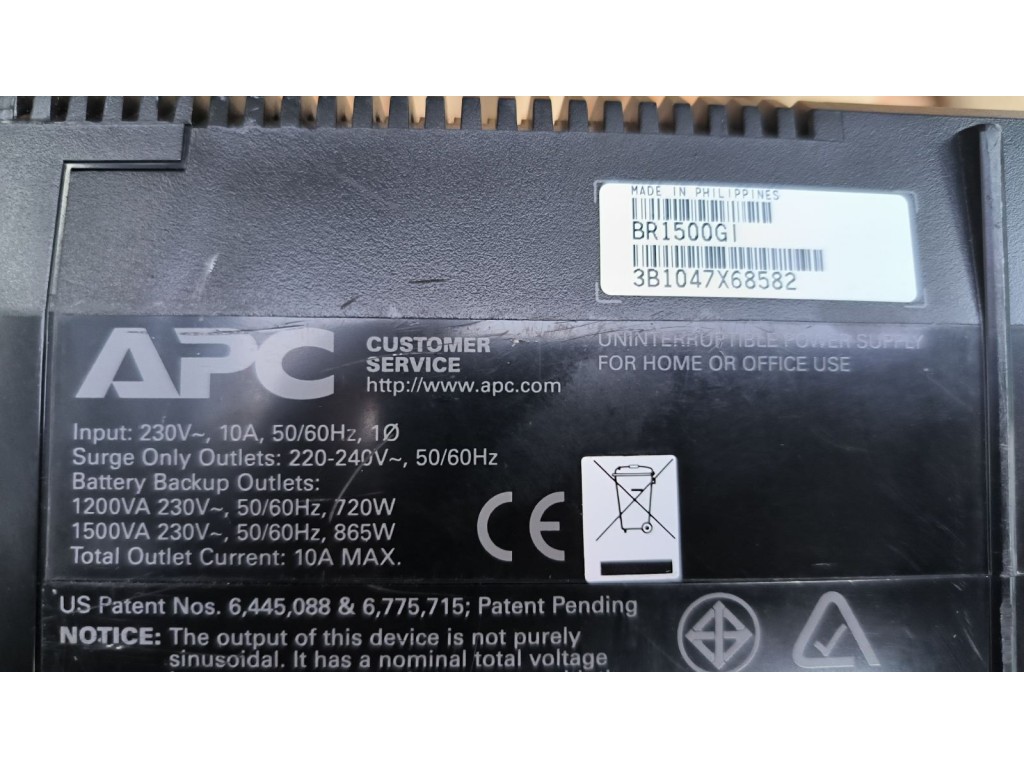 MADE IN PHILIPPINES
BR1500GI
3B1047X68582
APC
CUSTOMER
SERVICE
http://www.apc.com
UNINTERRUPTIBLE POWER SUPPLY
FOR HOME OR OFFICE USE
Input: 230V~, 10A, 50/60Hz, 1Ø
Surge Only Outlets: 220-240V~, 50/60Hz
Battery Backup Outlets:
1200VA 230V~, 50/60Hz, 720W
1500VA 230V~, 50/60Hz, 865W
Total Outlet Current: 10A MAX.
CE
US Patent Nos. 6,445,088 & 6,775,715; Patent Pending
NOTICE: The output of this device is not purely
sinusoidal. It has a nominal total voltage